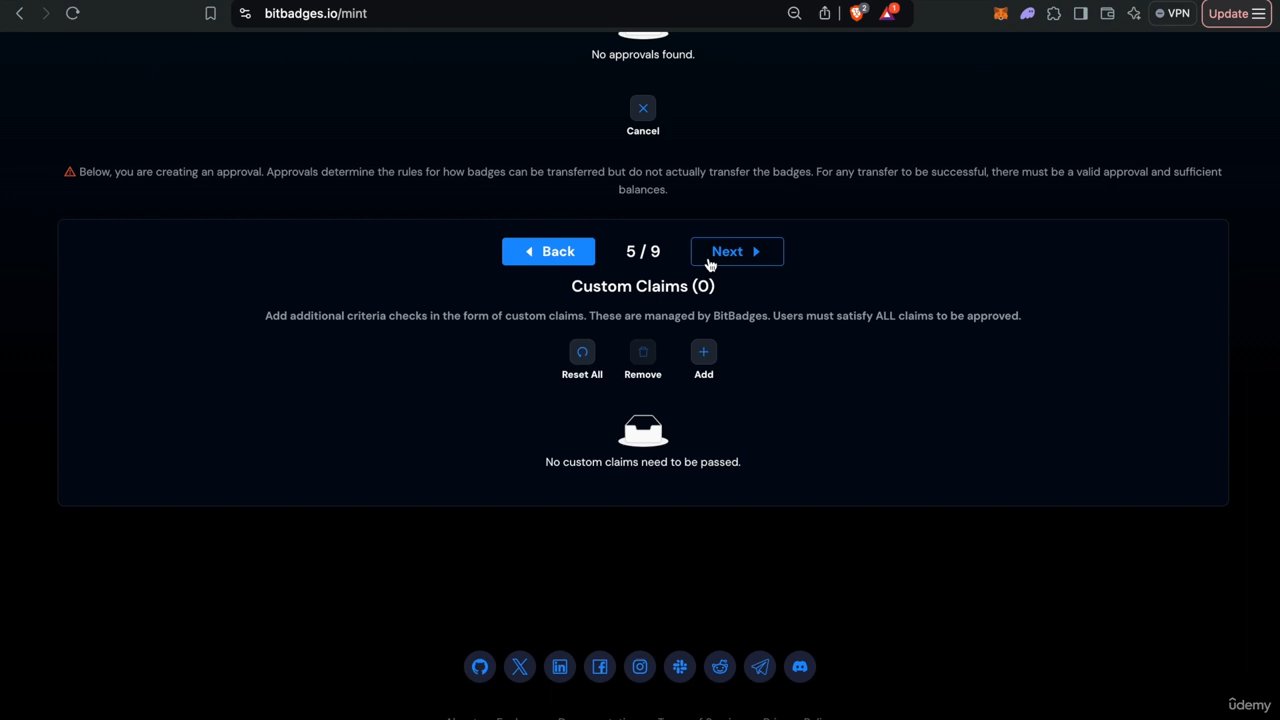 bitbadges.io/mint
2
1
VPN
Update
No approvals found.
Cancel
Below, you are creating an approval. Approvals determine the rules for how badges can be transferred but do not actually transfer the badges. For any transfer to be successful, there must be a valid approval and sufficient
balances.
Back
5 / 9
Next
Custom Claims (0)
Add additional criteria checks in the form of custom claims. These are managed by BitBadges. Users must satisfy ALL claims to be approved.
Reset All
Remove
Add
No custom claims need to be passed.
ûdemy